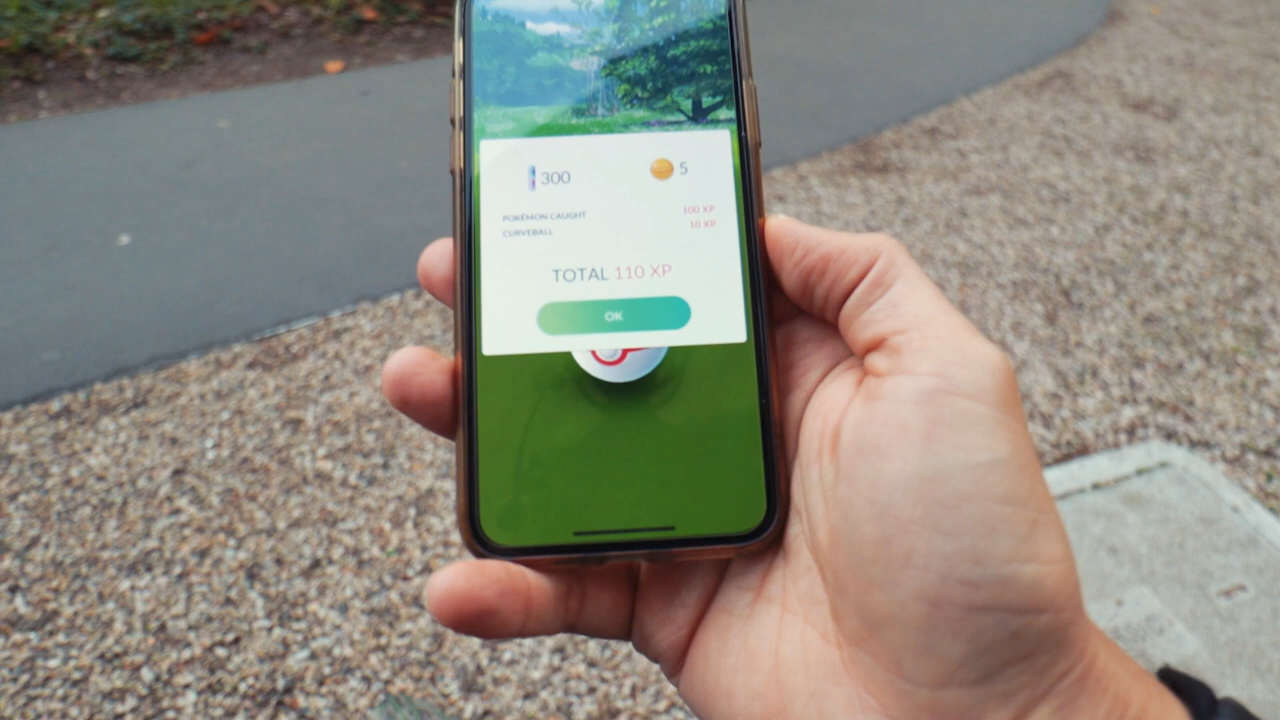 300 5
POKÉMON CAUGHT 100 XP
CURVEBALL 10 XP
TOTAL 110 XP
OK